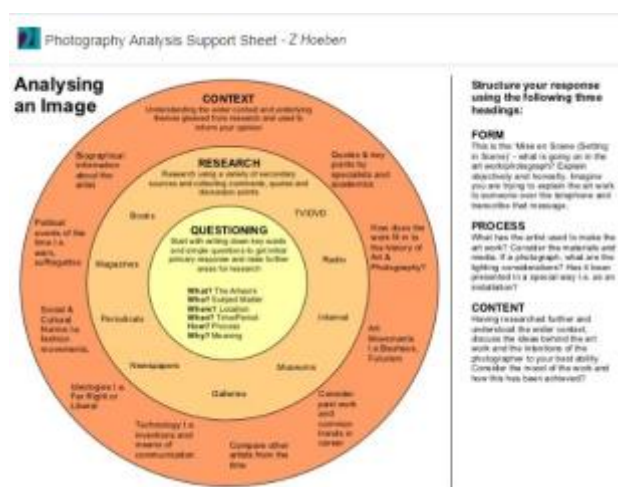 Photography Analysis Support Sheet - Z Hoeben
Analysing
an Image
CONTEXT
Understanding the wider context and underlying
themes gleaned from research and used to
inform your opinion
Biographical
information
about the
artist
Quotes & key
points by
specialists and
academics
RESEARCH
Research using a variety of secondary
sources and collecting comments, quotes and
discussion points
Books
TV/DVD
Political
events of the
time i.e.
wars,
suffragettes
How does the
work fit in to
the history of
Art &
Photography?
QUESTIONING
Start with writing down key words
and simple questions to get initial
primary response and make further
areas for research
Magazines
Radio
What? The Artwork
Who? Subject Matter
Where? Location
When? Time/Period
How? Process
Why? Meaning
Social &
Cultural
fashion
movements.
Periodicals
Internet
Art
Movements
i.e Bauhaus,
Futurism
Newspapers
Museums
Galleries
Ideologies i.e.
Far Right or
Liberal
Consider
past work
and
common
trends in
career
Technology i.e
inventions and
means of
communication
Compare other
artists from the
time
Structure your response
using the following three
headings:
FORM
This is the 'Mise en Scene (Setting
in Scene)' - what is going on in the
art work/photograph? Explain
objectively and honestly. Imagine
you are trying to explain the art work
to someone over the telephone and
transcribe that message.
PROCESS
What has the artist used to make the
art work? Consider the materials and
media. If a photograph, what are the
lighting considerations? Has it been
presented in a special way i.e. as an
installation?
CONTENT
Having researched further and
understood the wider context,
discuss the ideas behind the art
work and the intentions of the
photographer to your best ability.
Consider the mood of the work and
how this has been achieved?